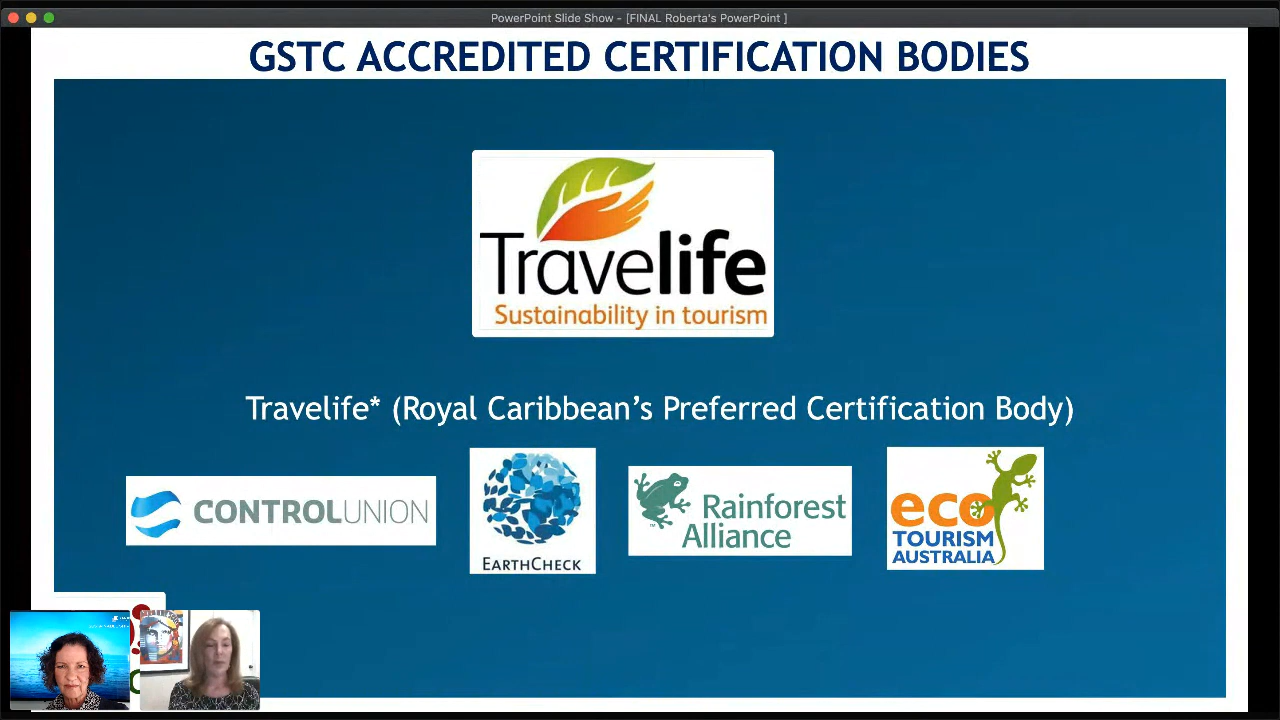 PowerPoint Slide Show - [FINAL Roberta's PowerPoint ]
GSTC ACCREDITED CERTIFICATION BODIES
Travelife
Sustainability in tourism
Travelife* (Royal Caribbean's Preferred Certification Body)
CONTROLUNION
EARTHCHECK
Rainforest
Alliance
TM
eco
TOURISM
AUSTRALIA